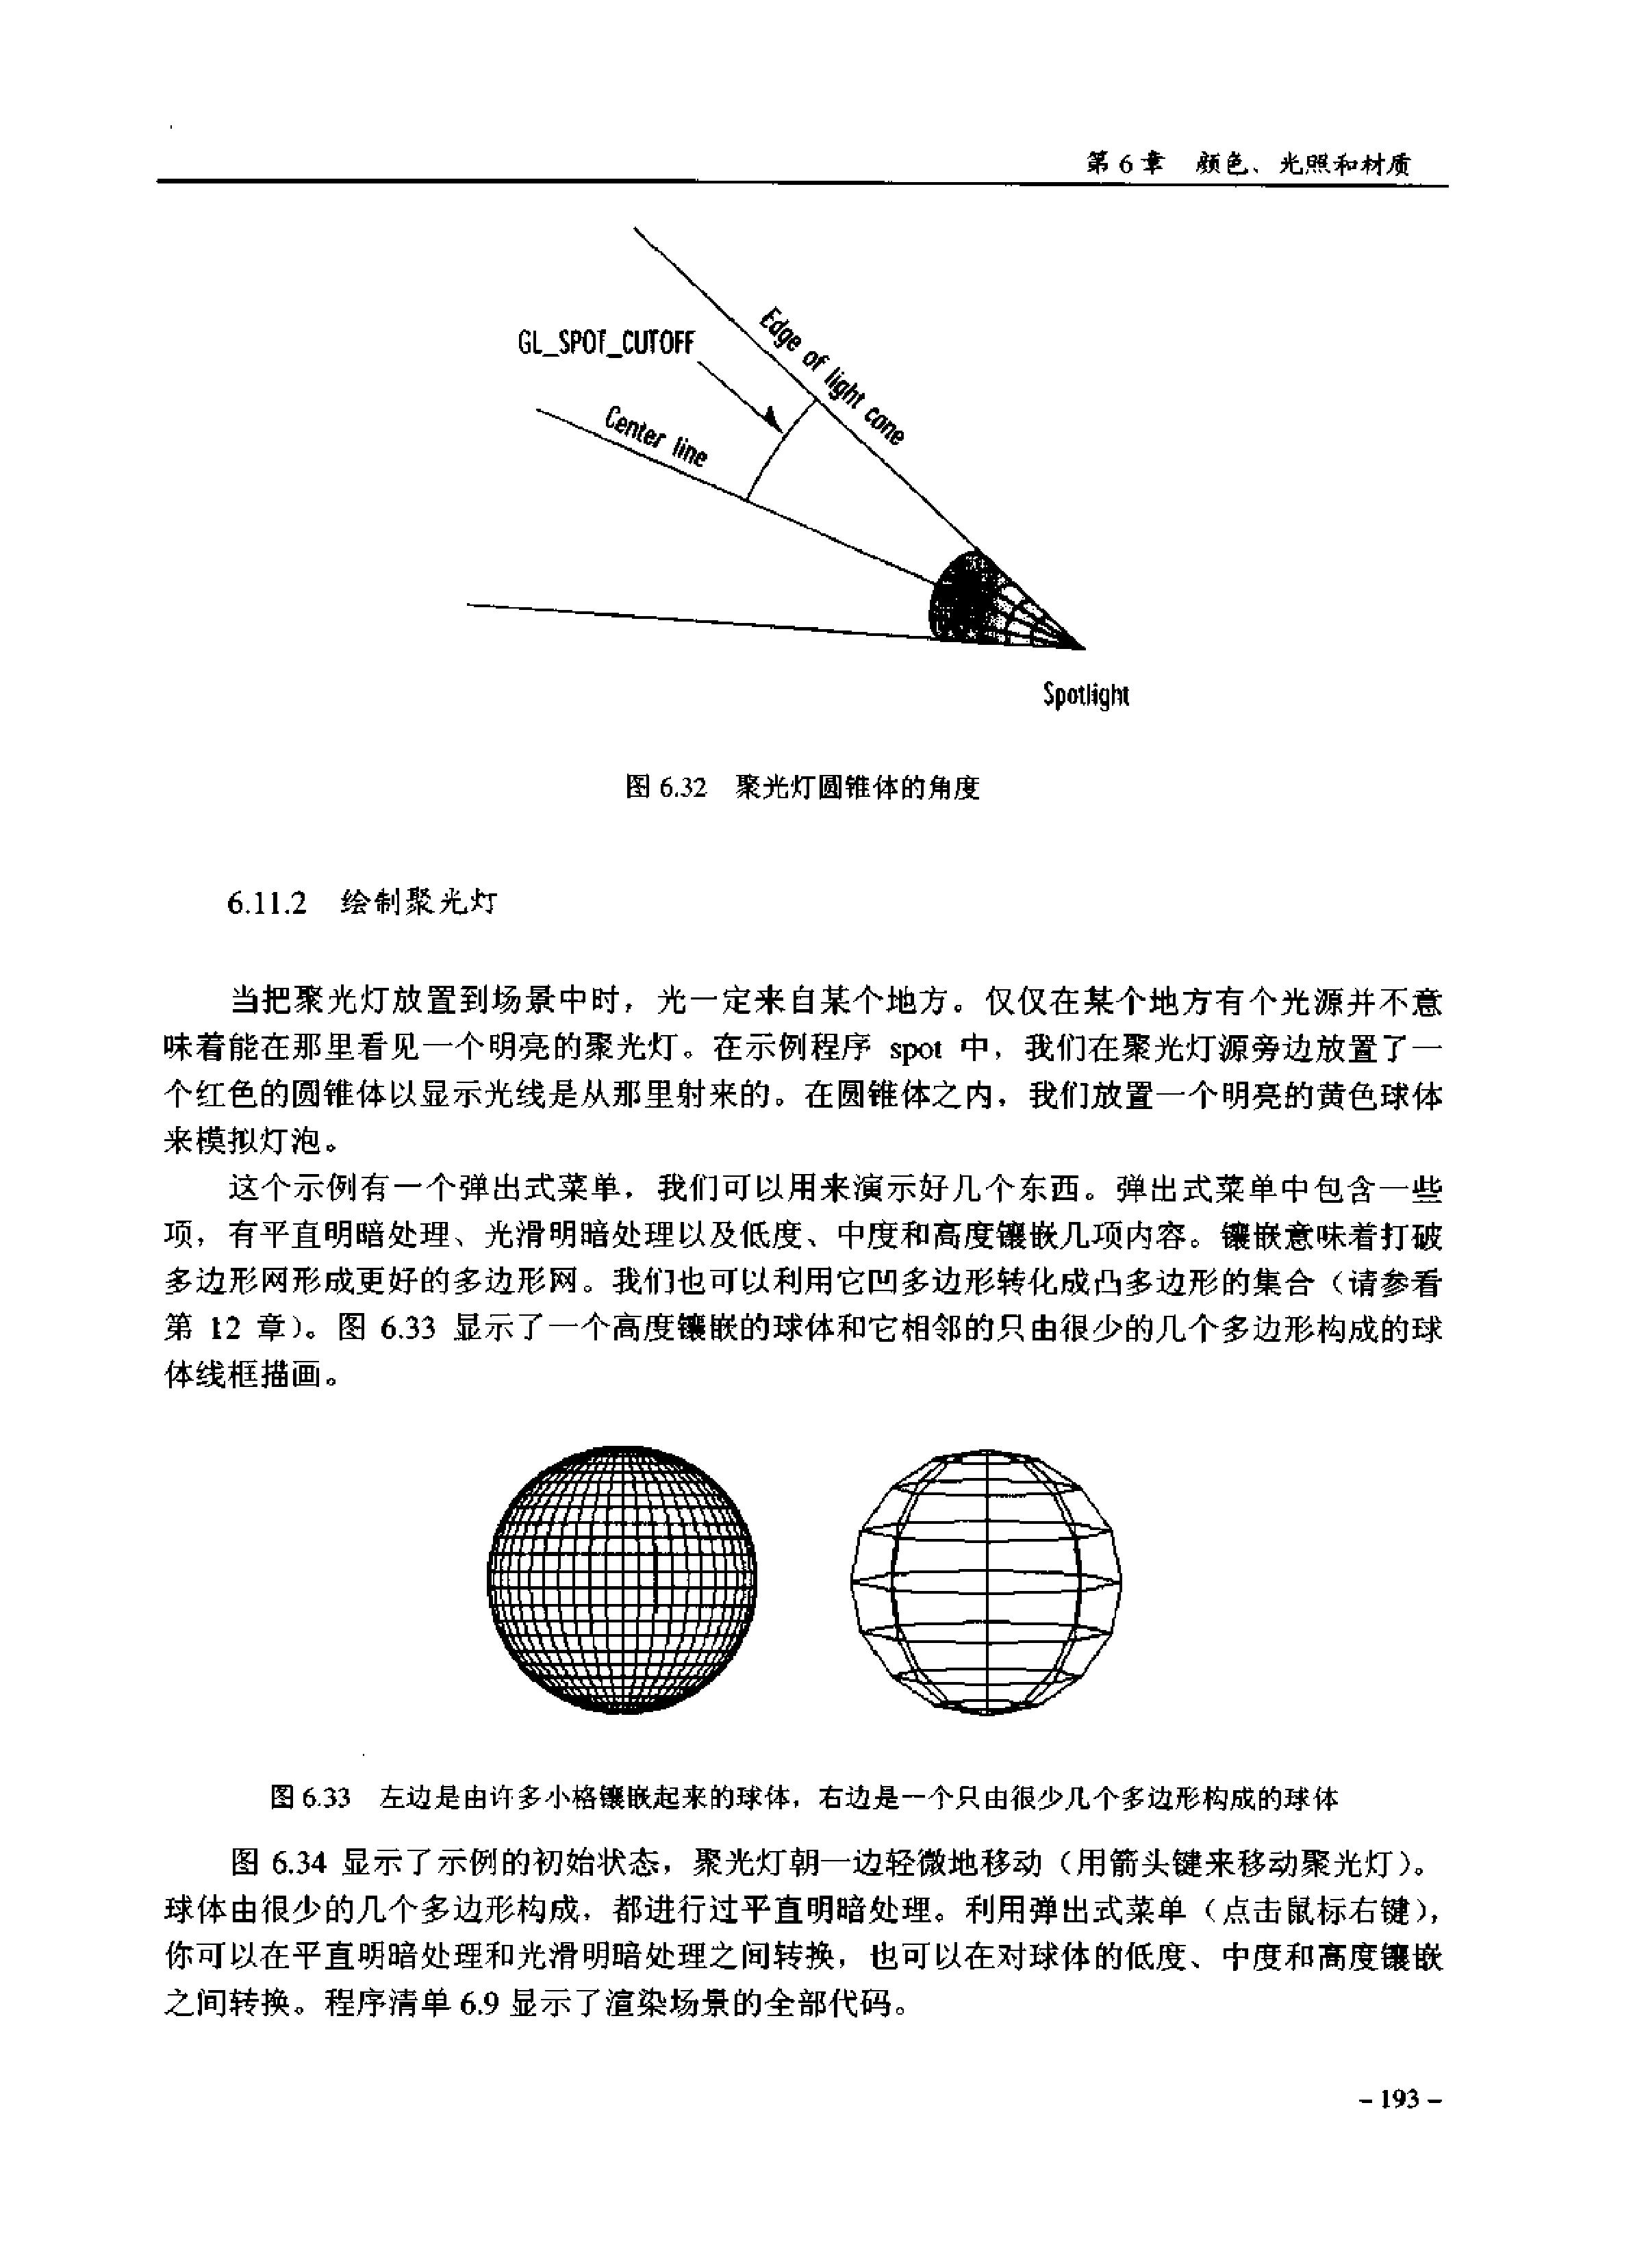 第 6 章 颜色、光照和材质
GL_SPOT_CUTOFF
Edge of light cone
Center line
Spotlight
图 6.32 聚光灯圆锥体的角度
6.11.2 绘制聚光灯
当把聚光灯放置到场景中时，光一定来自某个地方。仅仅在某个地方有个光源并不意
味着能在那里看见一个明亮的聚光灯。在示例程序 spot 中，我们在聚光灯源旁边放置了一
个红色的圆锥体以显示光线是从那里射来的。在圆锥体之内，我们放置一个明亮的黄色球体
来模拟灯泡。
这个示例有一个弹出式菜单，我们可以用来演示好几个东西。弹出式菜单中包含一些
项，有平直明暗处理、光滑明暗处理以及低度、中度和高度镶嵌几项内容。镶嵌意味着打破
多边形网形成更好的多边形网。我们也可以利用它凹多边形转化成凸多边形的集合（请参看
第 12 章）。图 6.33 显示了一个高度镶嵌的球体和它相邻的只由很少的几个多边形构成的球
体线框描画。
图 6.33 左边是由许多小格镶嵌起来的球体，右边是一个只由很少几个多边形构成的球体
图 6.34 显示了示例的初始状态，聚光灯朝一边轻微地移动（用箭头键来移动聚光灯）。
球体由很少的几个多边形构成，都进行过平直明暗处理。利用弹出式菜单（点击鼠标右键），
你可以在平直明暗处理和光滑明暗处理之间转换，也可以在对球体的低度、中度和高度镶嵌
之间转换。程序清单 6.9 显示了渲染场景的全部代码。
- 193 -